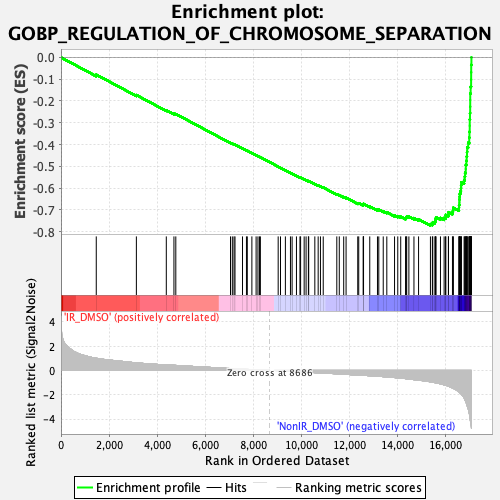 Enrichment plot:
GOBP_REGULATION_OF_CHROMOSOME_SEPARATION
Enrichment score (ES)
0.0
-0.1
-0.2
-0.3
-0.4
-0.5
-0.6
-0.7
-0.8
'IR_DMSO' (positively correlated)
Ranked list metric (Signal2Noise)
4
2
0
-2
-4
Zero cross at 8686
'NonIR_DMSO' (negatively correlated)
0
2,000
4,000
6,000
8,000
10,000
12,000
14,000
16,000
Rank in Ordered Dataset
Enrichment profile
Hits
Ranking metric scores